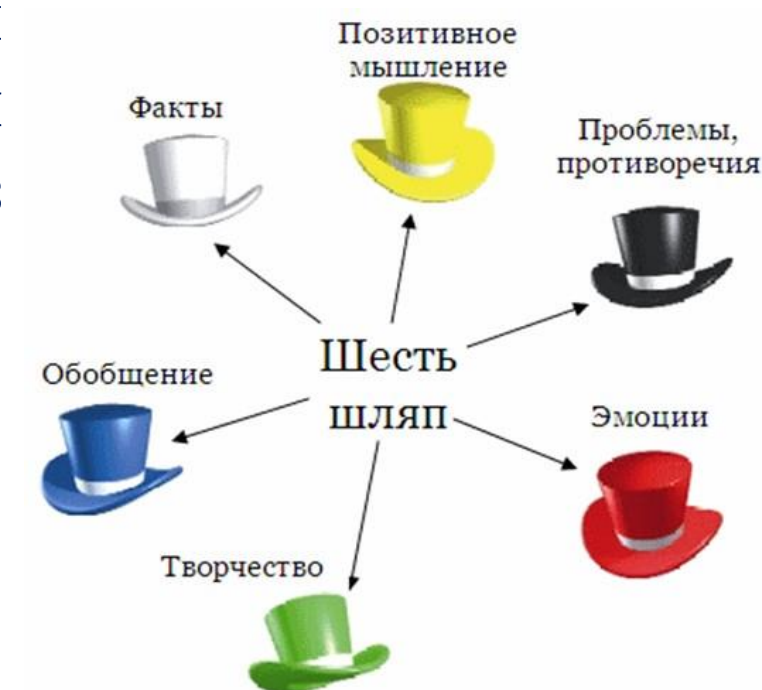 Позитивное
мышление
Факты
Проблемы,
противоречия
Шесть
шляп
Обобщение
Эмоции
Творчество